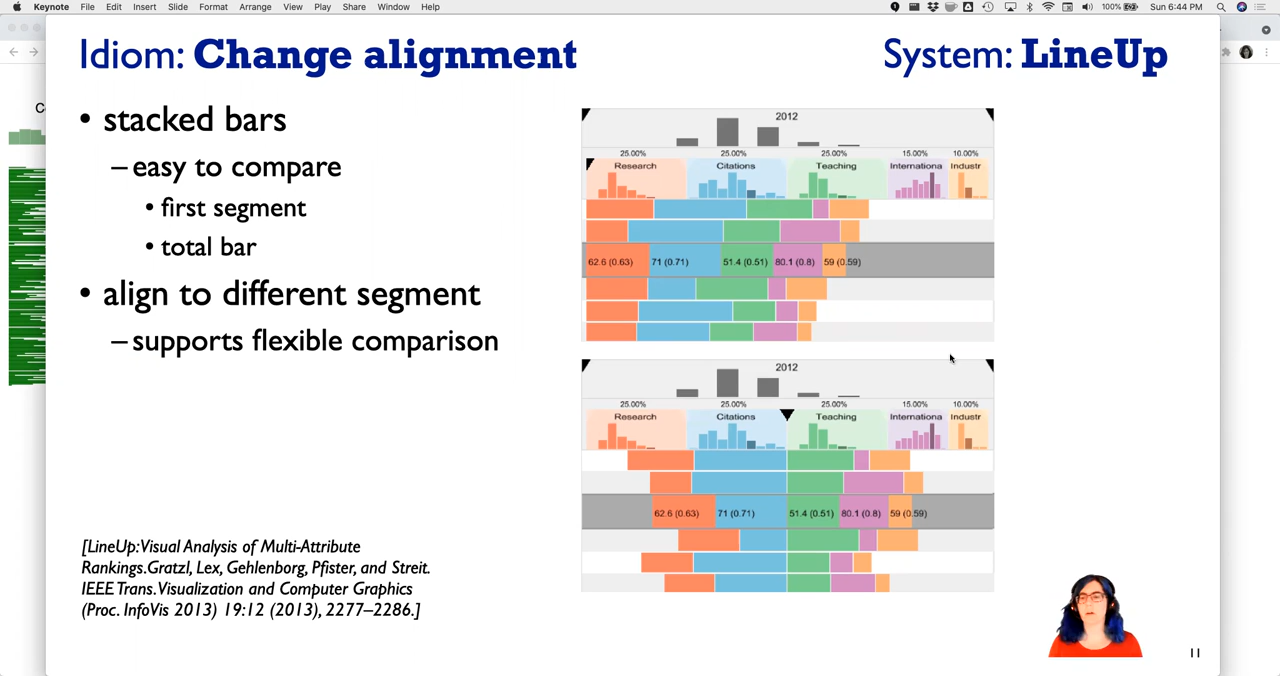 Keynote File Edit Insert Slide Format Arrange View Play Share Window Help 100% Sun 6:44 PM
Idiom: Change alignment
System: LineUp
C
• stacked bars
– easy to compare
• first segment
• total bar
• align to different segment
– supports flexible comparison
[LineUp: Visual Analysis of Multi-Attribute
Rankings. Gratzl, Lex, Gehlenborg, Pfister, and Streit.
IEEE Trans. Visualization and Computer Graphics
(Proc. InfoVis 2013) 19:12 (2013), 2277–2286.]
2012
25.00% 25.00% 25.00% 15.00% 10.00%
Research Citations Teaching Internationa Industr
62.6 (0.63) 71 (0.71) 51.4 (0.51) 80.1 (0.8) 59 (0.59)
2012
25.00% 25.00% 25.00% 15.00% 10.00%
Research Citations Teaching Internationa Industr
62.6 (0.63) 71 (0.71) 51.4 (0.51) 80.1 (0.8) 59 (0.59)
11